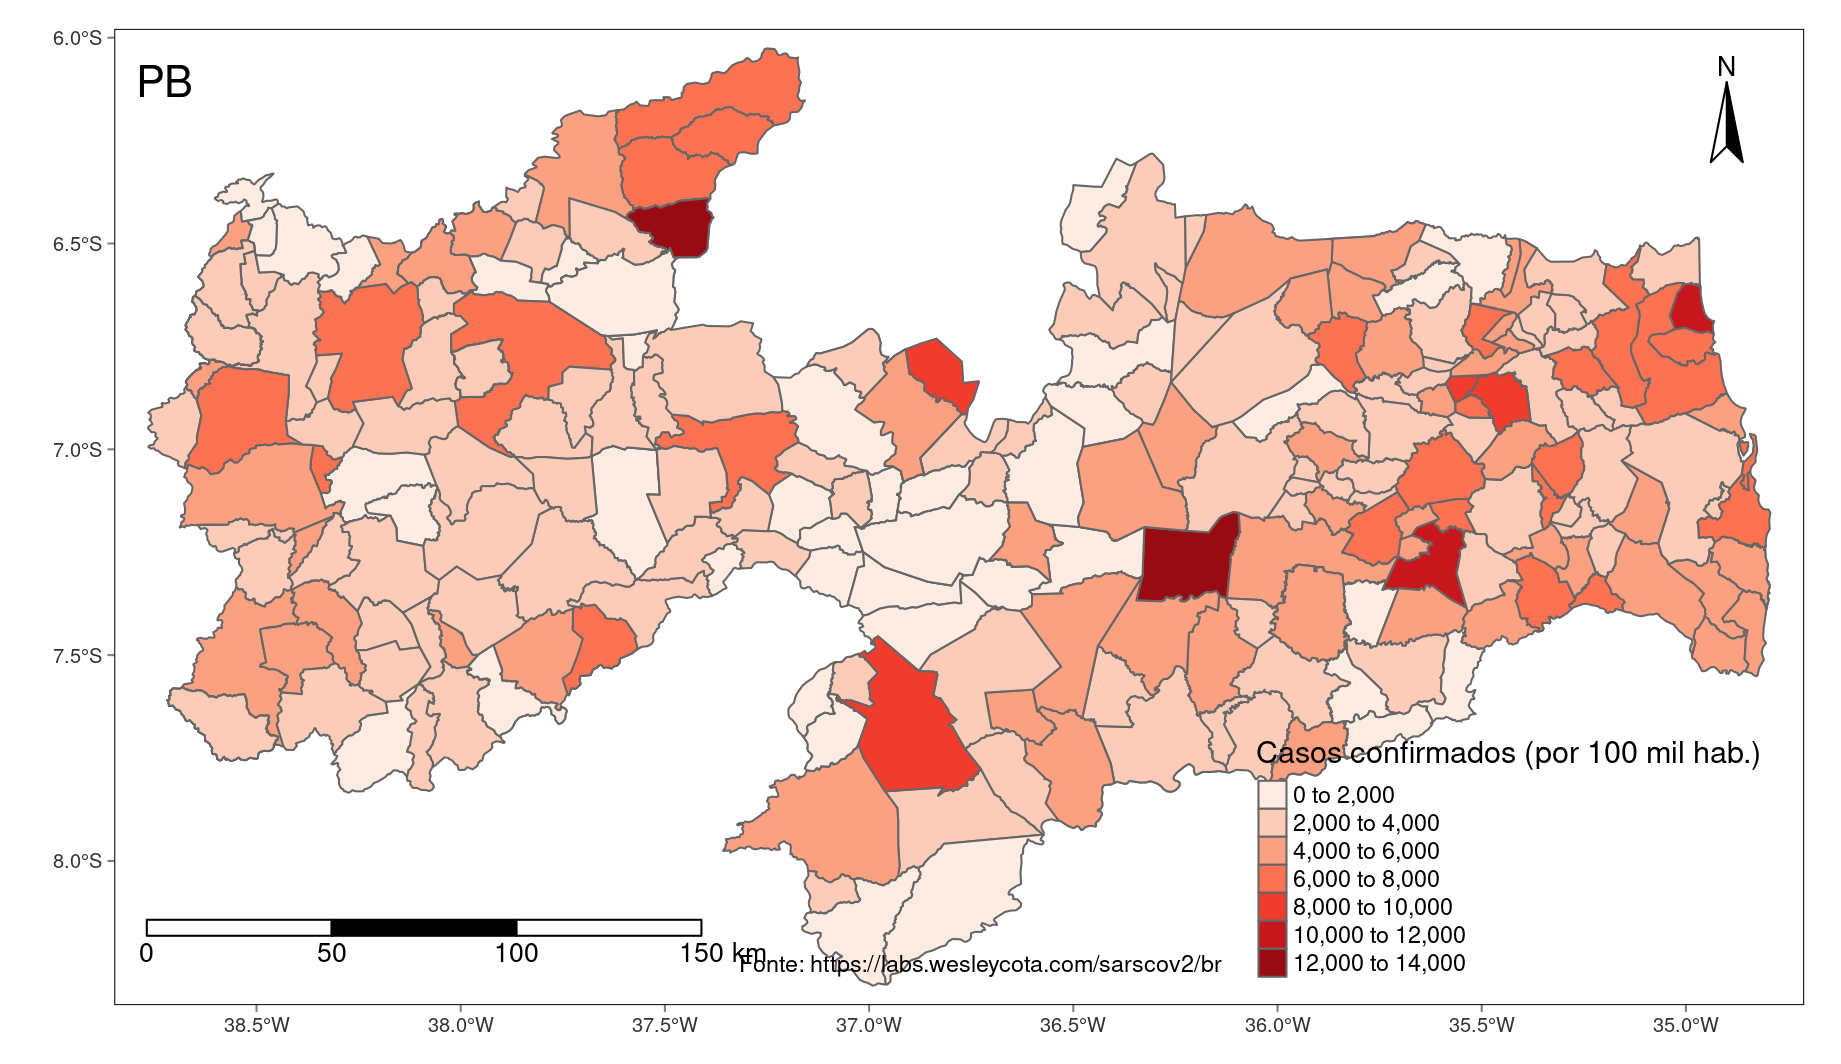 6.0°S
PB
N
6.5°S
7.0°S
7.5°S
8.0°S
Casos confirmados (por 100 mil hab.)
0 to 2,000
2,000 to 4,000
4,000 to 6,000
6,000 to 8,000
8,000 to 10,000
10,000 to 12,000
12,000 to 14,000
0 50 100 150 km
Fonte: https://labs.wesleycota.com/sarscov2/br
38.5°W 38.0°W 37.5°W 37.0°W 36.5°W 36.0°W 35.5°W 35.0°W